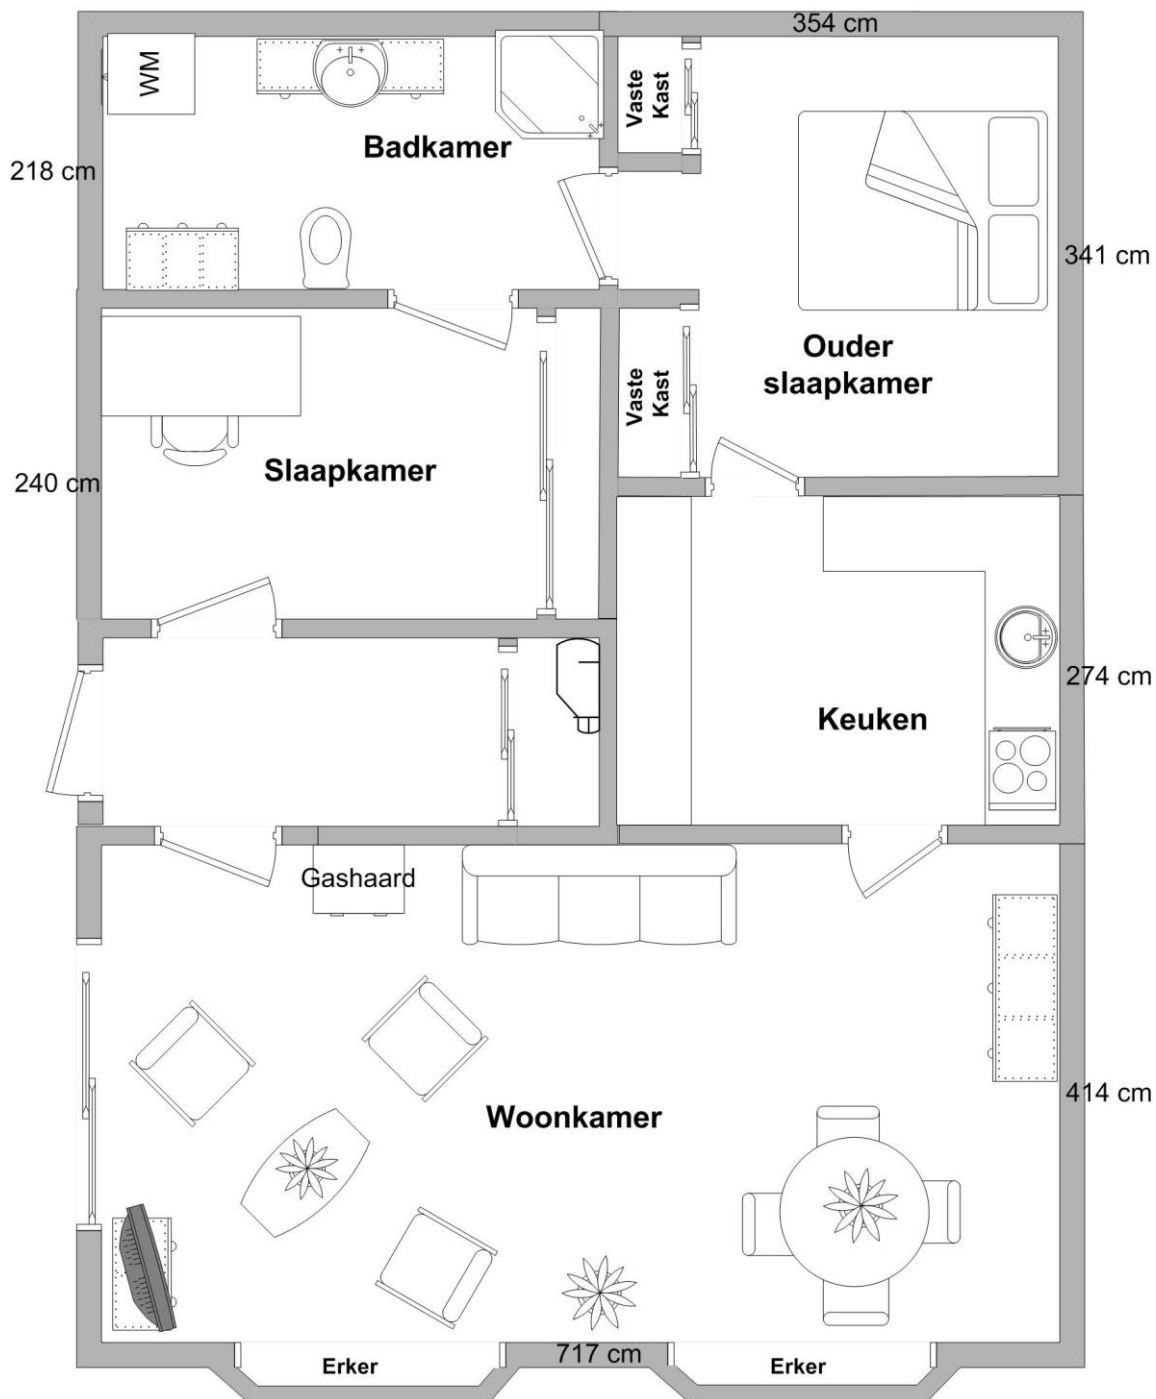 354 cm
WM
Vaste
Kast
Badkamer
218 cm
341 cm
Ouder
slaapkamer
Vaste
Kast
Slaapkamer
240 cm
274 cm
Keuken
Gashaard
414 cm
Woonkamer
717 cm
Erker
Erker